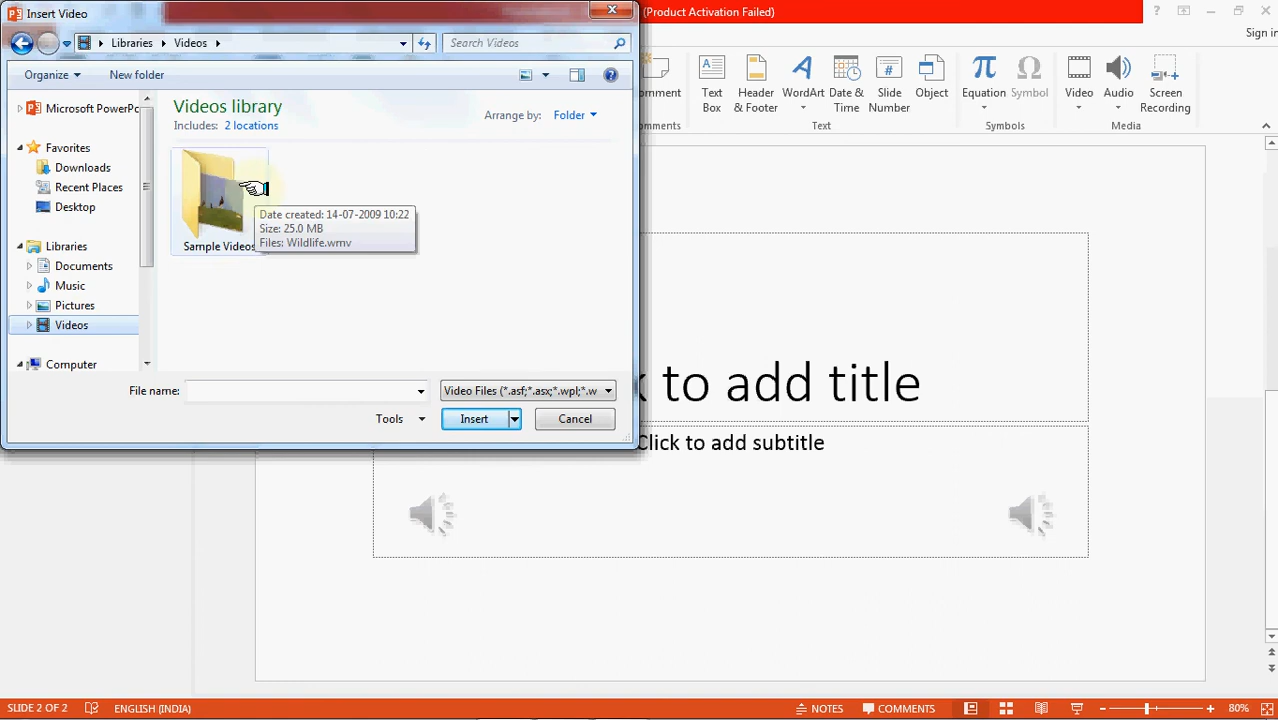 Insert Video
(Product Activation Failed)
Libraries
Videos
Search Videos
Sign in
Organize
New folder
Microsoft PowerPo
Videos library
Includes: 2 locations
Arrange by: Folder
Favorites
Downloads
Recent Places
Desktop
Libraries
Documents
Music
Pictures
Videos
Computer
Sample Videos
Date created: 14-07-2009 10:22
Size: 25.0 MB
Files: Wildlife.wmv
File name:
Video Files (*.asf;*.asx;*.wpl;*.w
Tools
Insert
Cancel
omment
Text Box
Header & Footer
WordArt
Date & Time
Slide Number
Object
Equation
Symbol
Video
Audio
Screen Recording
omments
Text
Symbols
Media
k to add title
Click to add subtitle
SLIDE 2 OF 2
ENGLISH (INDIA)
NOTES
COMMENTS
80%